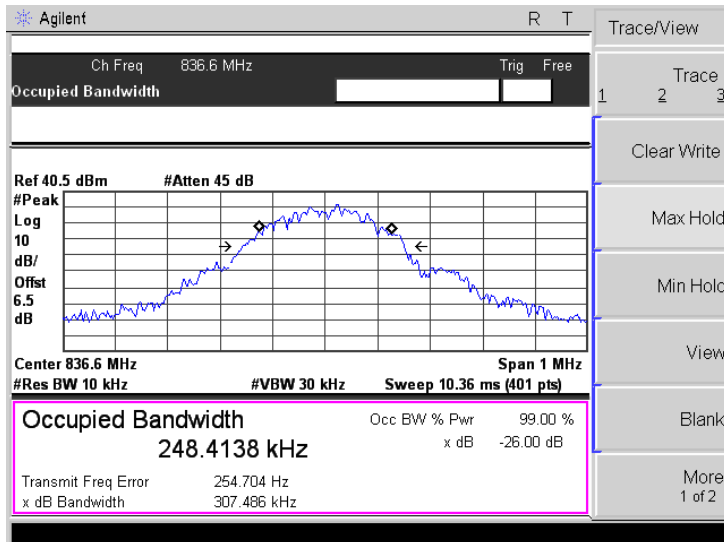 Agilent R T
Trace/View
Ch Freq 836.6 MHz Trig Free
Occupied Bandwidth
Trace
1 2 3
Clear Write
Ref 40.5 dBm #Atten 45 dB
#Peak
Log
10
dB/
Offst
6.5
dB
Max Hold
Min Hold
View
Center 836.6 MHz Span 1 MHz
#Res BW 10 kHz #VBW 30 kHz Sweep 10.36 ms (401 pts)
Blank
Occupied Bandwidth Occ BW % Pwr 99.00 %
248.4138 kHz x dB -26.00 dB
Transmit Freq Error 254.704 Hz
x dB Bandwidth 307.486 kHz
More
1 of 2